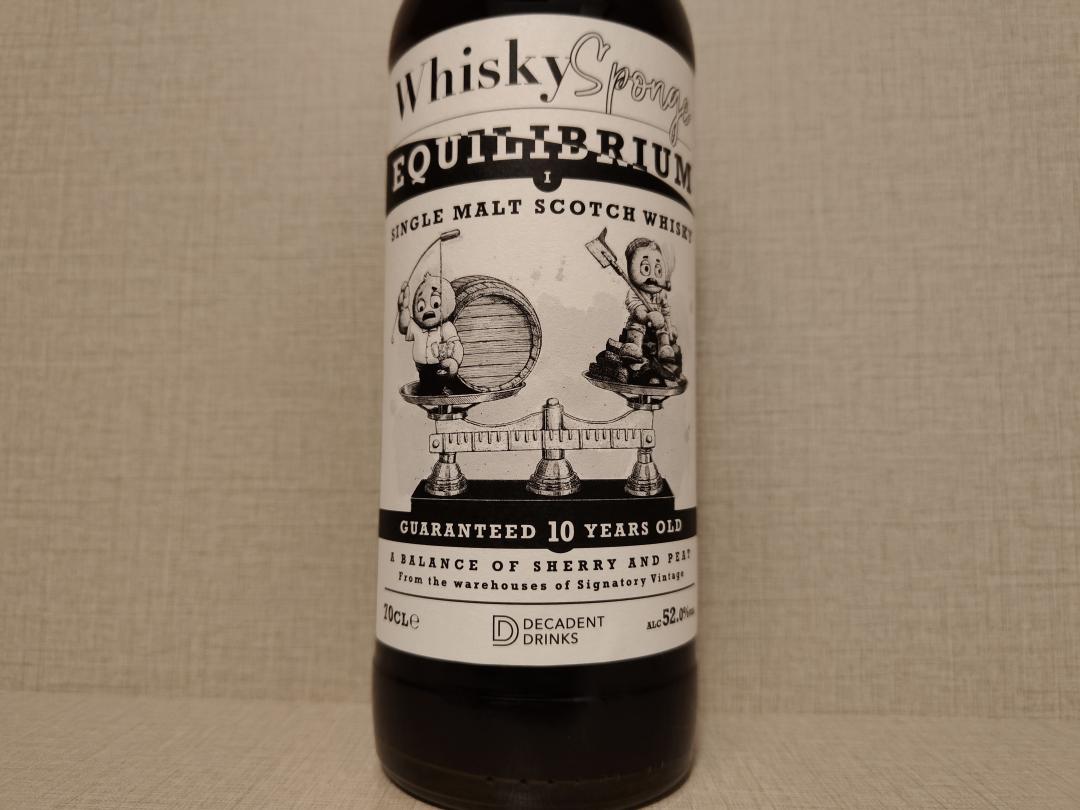 Whisky Sponge
EQUILIBRIUM
I
SINGLE MALT SCOTCH WHISKY
GUARANTEED 10 YEARS OLD
A BALANCE OF SHERRY AND PEAT
From the warehouses of Signatory Vintage
70CLe
DECADENT
DRINKS
ALC 52.0%